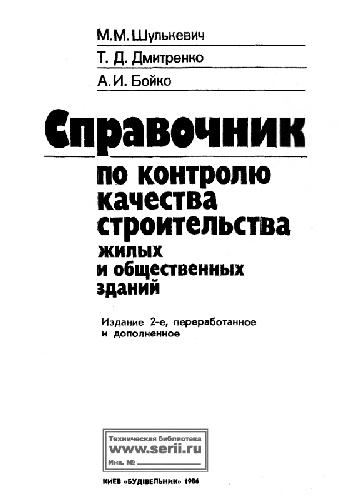 М.М. Шулькевич
Т. Д. Дмитренко
А. И. Бойко
Справочник
по контролю
качества
строительства
жилых
и общественных
зданий
Издание 2-е, переработанное
и дополненное
Техническая Библиотека
www.serii.ru
Инв. №
КИЕВ «БУДІВЕЛЬНИК» 1986